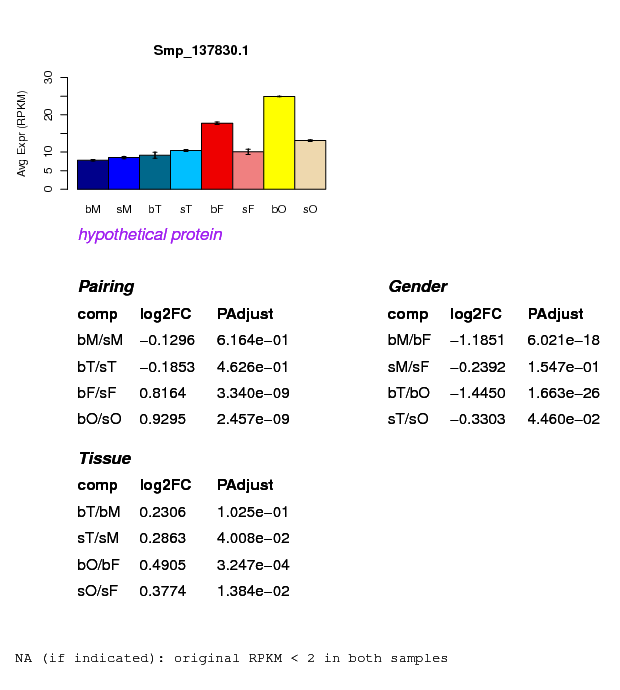 Smp_137830.1
Avg Expr (RPKM)
0 5 10 20 30
bM sM bT sT bF sF bO sO
hypothetical protein
Pairing
comp log2FC PAdjust
bM/sM −0.1296 6.164e−01
bT/sT −0.1853 4.626e−01
bF/sF 0.8164 3.340e−09
bO/sO 0.9295 2.457e−09
Gender
comp log2FC PAdjust
bM/bF −1.1851 6.021e−18
sM/sF −0.2392 1.547e−01
bT/bO −1.4450 1.663e−26
sT/sO −0.3303 4.460e−02
Tissue
comp log2FC PAdjust
bT/bM 0.2306 1.025e−01
sT/sM 0.2863 4.008e−02
bO/bF 0.4905 3.247e−04
sO/sF 0.3774 1.384e−02
NA (if indicated): original RPKM < 2 in both samples